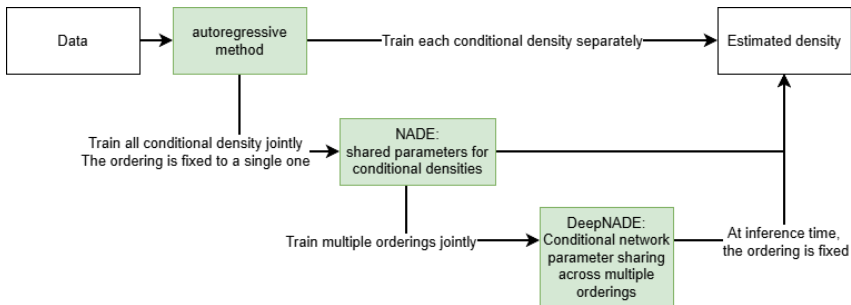 Data
autoregressive
method
Train each conditional density separately
Estimated density
Train all conditional density jointly
The ordering is fixed to a single one
NADE:
shared parameters for
conditional densities
Train multiple orderings jointly
DeepNADE:
Conditional network
parameter sharing
across multiple
orderings
At inference time,
the ordering is fixed